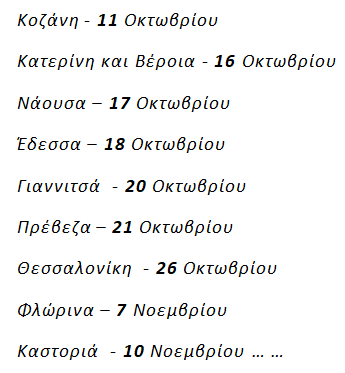 Κοζάνη - 11 Οκτωβρίου
Κατερίνη και Βέροια - 16 Οκτωβρίου
Νάουσα – 17 Οκτωβρίου
Έδεσσα – 18 Οκτωβρίου
Γιαννιτσά - 20 Οκτωβρίου
Πρέβεζα – 21 Οκτωβρίου
Θεσσαλονίκη - 26 Οκτωβρίου
Φλώρινα – 7 Νοεμβρίου
Καστοριά - 10 Νοεμβρίου ... ...